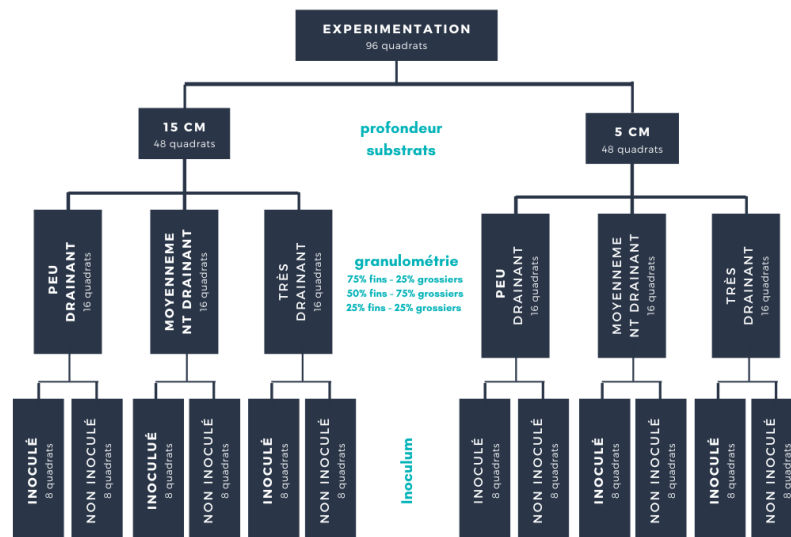 EXPERIMENTATION
96 quadrats
15 CM
48 quadrats
profondeur
substrats
5 CM
48 quadrats
PEU
DRAINANT
16 quadrats
MOYENNEME
NT DRAINANT
16 quadrats
TRÈS
DRAINANT
16 quadrats
granulométrie
75% fins - 25% grossiers
50% fins - 75% grossiers
25% fins - 25% grossiers
PEU
DRAINANT
16 quadrats
MOYENNEME
NT DRAINANT
16 quadrats
TRÈS
DRAINANT
16 quadrats
INOCULÉ
8 quadrats
NON INOCULÉ
8 quadrats
INOCULUÉ
8 quadrats
NON INOCULÉ
8 quadrats
INOCULÉ
8 quadrats
NON INOCULÉ
8 quadrats
Inoculum
INOCULÉ
8 quadrats
NON INOCULÉ
8 quadrats
INOCULÉ
8 quadrats
NON INOCULÉ
8 quadrats
INOCULÉ
8 quadrats
NON INOCULÉ
8 quadrats